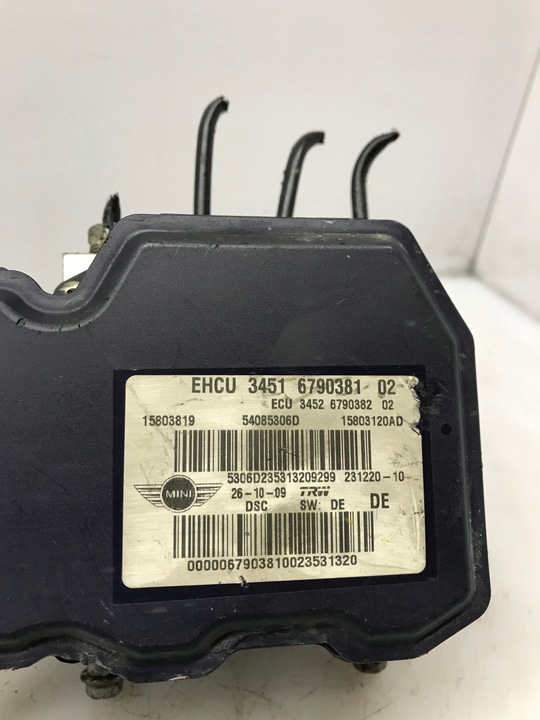 EHCU 3451 6790381 02
ECU 3452 6790382 02
15803819 54085306D 15803120AD
5306D235313209299 231220-10
MINI 26-10-09 TRW
DSC SW: DE DE
0000067903810023531320